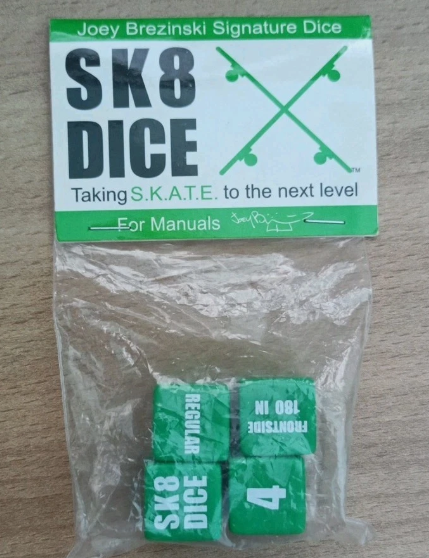 Joey Brezinski Signature Dice
SK8
DICE
TM
Taking S.K.A.T.E. to the next level
For Manuals
REGULAR
FRONTSIDE
180 IN
SK8
DICE
4